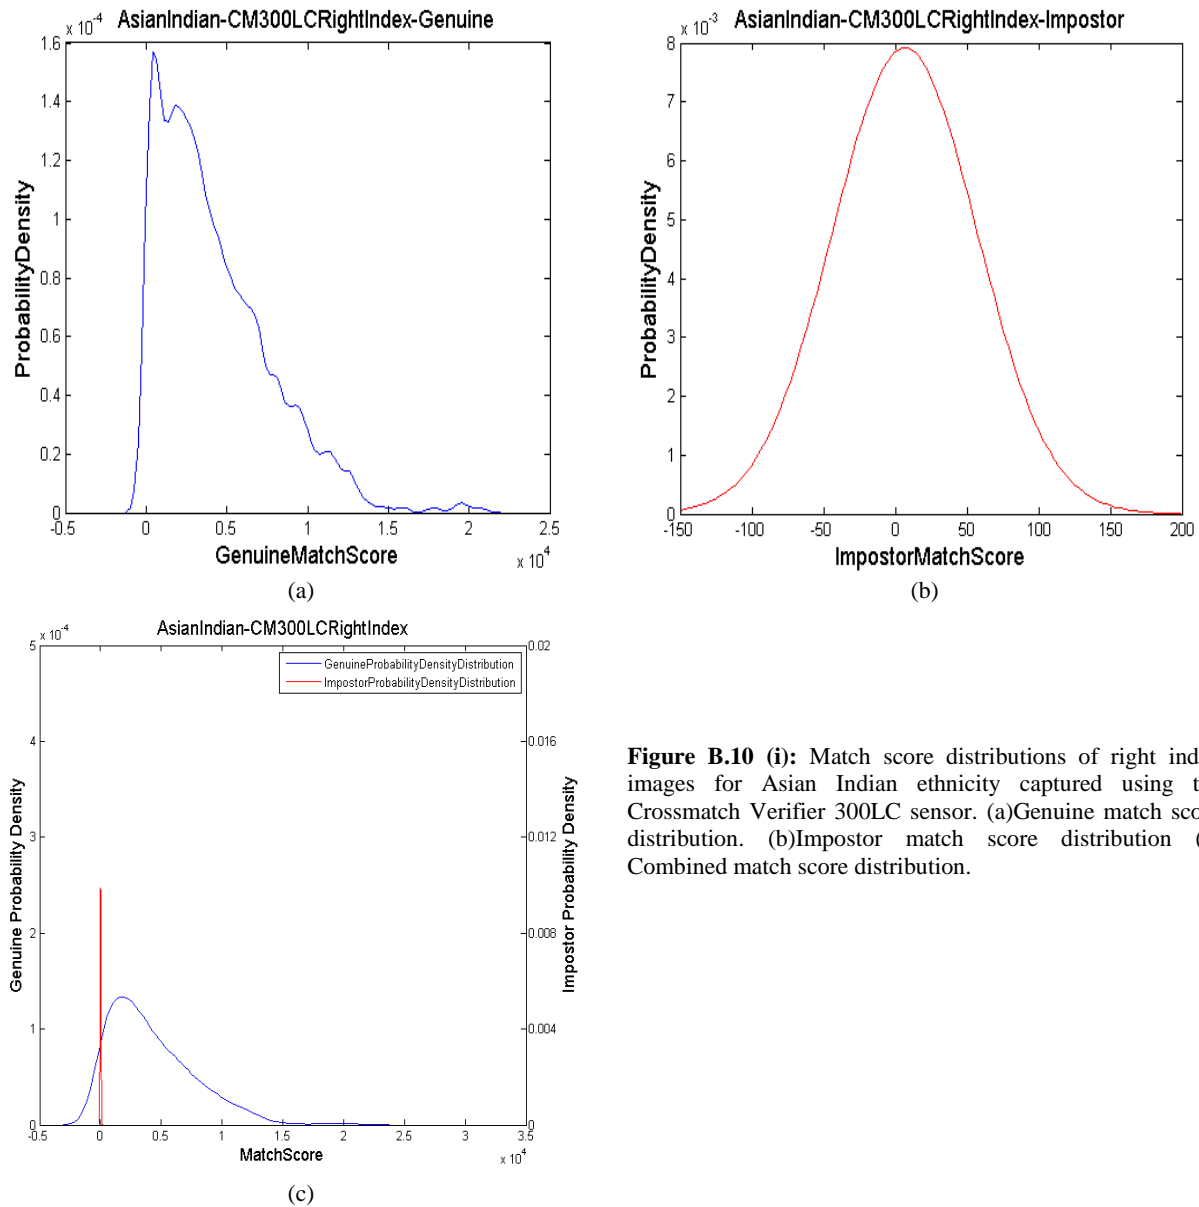 AsianIndian-CM300LCRightIndex-Genuine
x 10-4
1.6
1.4
1.2
1
0.8
0.6
0.4
0.2
0
ProbabilityDensity
-0.5 0 0.5 1 1.5 2 2.5
x 10^4
GenuineMatchScore
(a)
AsianIndian-CM300LCRightIndex-Impostor
x 10-3
8
7
6
5
4
3
2
1
0
ProbabilityDensity
-150 -100 -50 0 50 100 150 200
ImpostorMatchScore
(b)
AsianIndian-CM300LCRightIndex
x 10-4
5
4
3
2
1
0
Genuine Probability Density
GenuineProbabilityDensityDistribution
ImpostorProbabilityDensityDistribution
0.02
0.016
0.012
0.008
0.004
0
Impostor Probability Density
-0.5 0 0.5 1 1.5 2 2.5 3 3.5
x 10^4
MatchScore
(c)
Figure B.10 (i): Match score distributions of right ind
images for Asian Indian ethnicity captured using t
Crossmatch Verifier 300LC sensor. (a)Genuine match sco
distribution. (b)Impostor match score distribution (
Combined match score distribution.